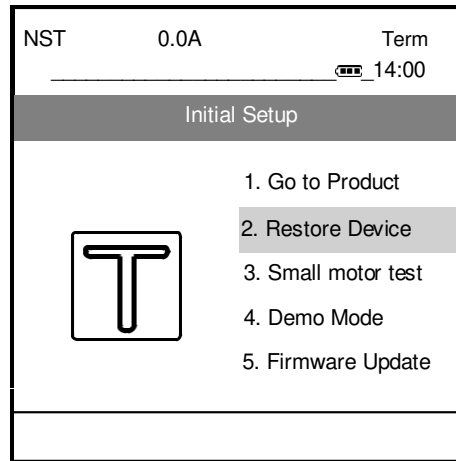 NST 0.0A Term
14:00
Initial Setup
1. Go to Product
2. Restore Device
3. Small motor test
4. Demo Mode
5. Firmware Update
T